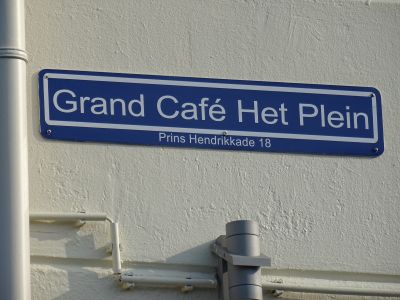 Grand Café Het Plein
Prins Hendrikkade 18